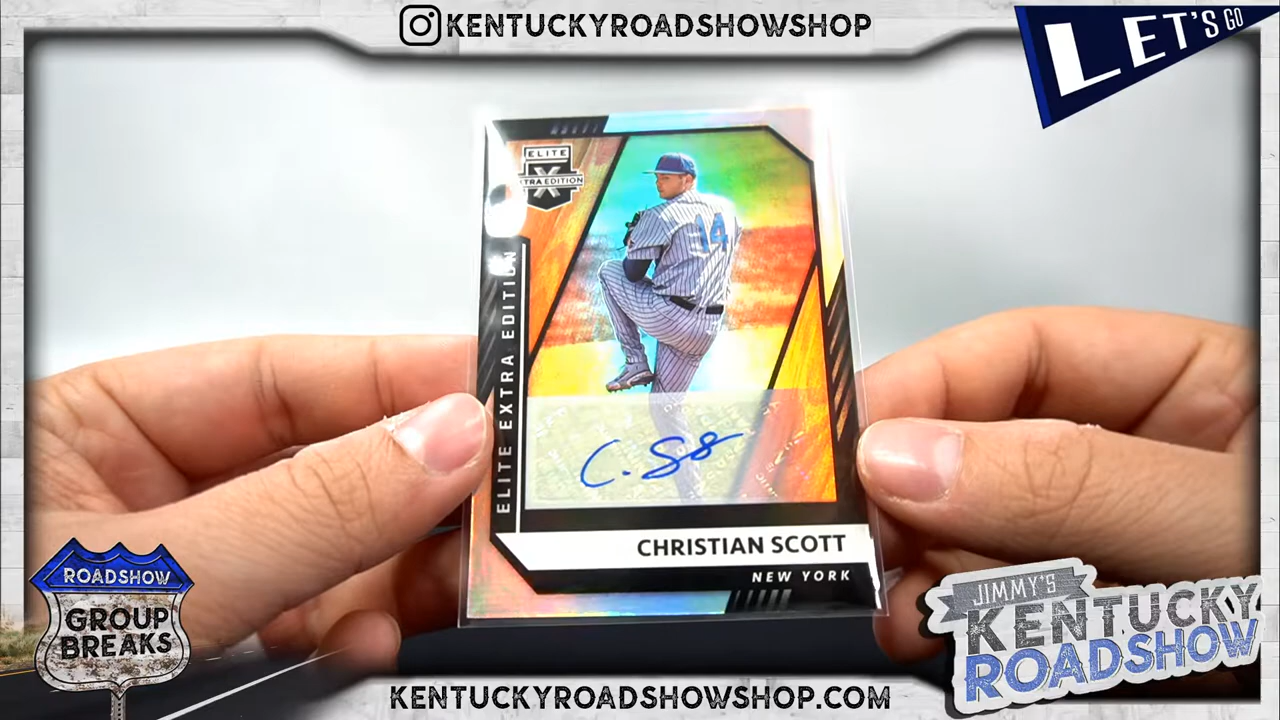 KENTUCKYROADSHOWSHOP
LET'S GO
ELITE
EXTRA EDITION
X
14
ELITE EXTRA EDITION
C. S
CHRISTIAN SCOTT
NEW YORK
ROADSHOW
GROUP
BREAKS
JIMMY'S
KENTUCKY
ROADSHOW
KENTUCKYROADSHOWSHOP.COM